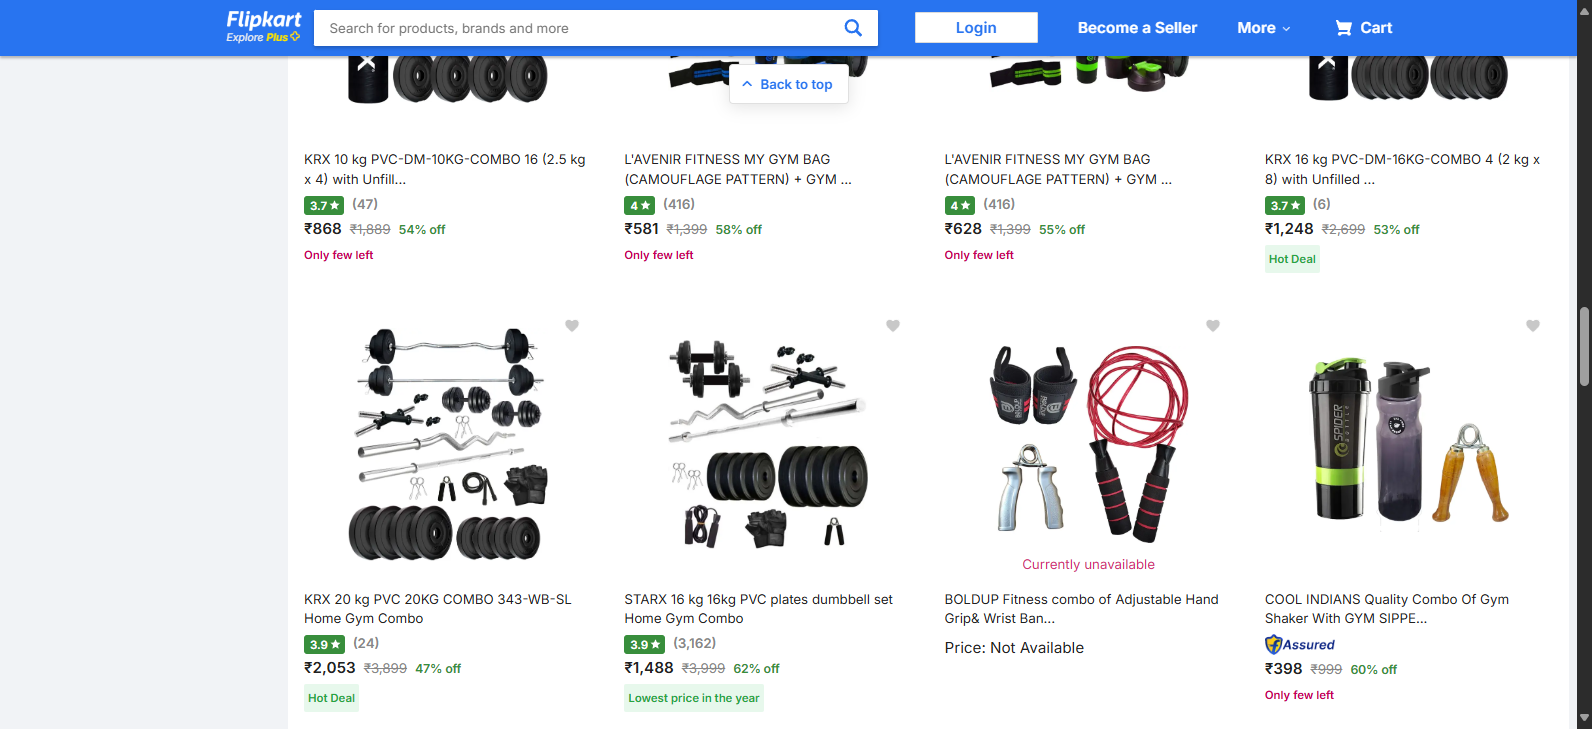 Flipkart
Explore Plus
Search for products, brands and more
Login
Become a Seller
More
Cart
Back to top
KRX 10 kg PVC-DM-10KG-COMBO 16 (2.5 kg
x 4) with Unfill...
3.7★ (47)
₹868 ₹1,889 54% off
Only few left
L'AVENIR FITNESS MY GYM BAG
(CAMOUFLAGE PATTERN) + GYM ...
4★ (416)
₹581 ₹1,399 58% off
Only few left
L'AVENIR FITNESS MY GYM BAG
(CAMOUFLAGE PATTERN) + GYM ...
4★ (416)
₹628 ₹1,399 55% off
Only few left
KRX 16 kg PVC-DM-16KG-COMBO 4 (2 kg x
8) with Unfilled ...
3.7★ (6)
₹1,248 ₹2,699 53% off
Hot Deal
KRX 20 kg PVC 20KG COMBO 343-WB-SL
Home Gym Combo
3.9★ (24)
₹2,053 ₹3,899 47% off
Hot Deal
STARX 16 kg 16kg PVC plates dumbbell set
Home Gym Combo
3.9★ (3,162)
₹1,488 ₹3,999 62% off
Lowest price in the year
BOLDUP
Currently unavailable
BOLDUP Fitness combo of Adjustable Hand
Grip& Wrist Ban...
Price: Not Available
SPIDER
BOTTLE
COOL INDIANS Quality Combo Of Gym
Shaker With GYM SIPPE...
Assured
₹398 ₹999 60% off
Only few left